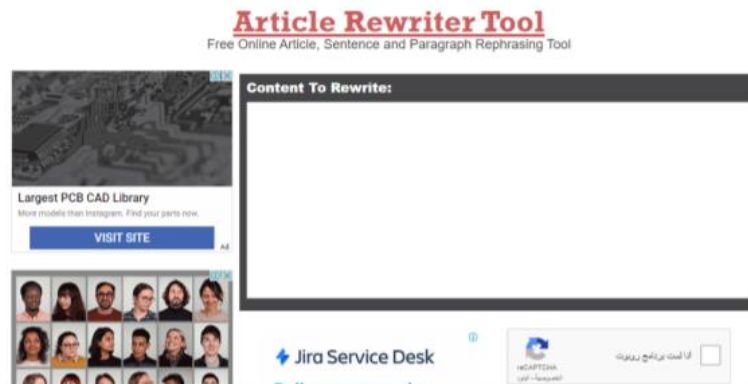 Article Rewriter Tool
Free Online Article, Sentence and Paragraph Rephrasing Tool
Content To Rewrite:
Largest PCB CAD Library
More models than Instagram. Find your parts now.
VISIT SITE
Ad
Jira Service Desk
أنا لست برنامج روبوت
reCAPTCHA